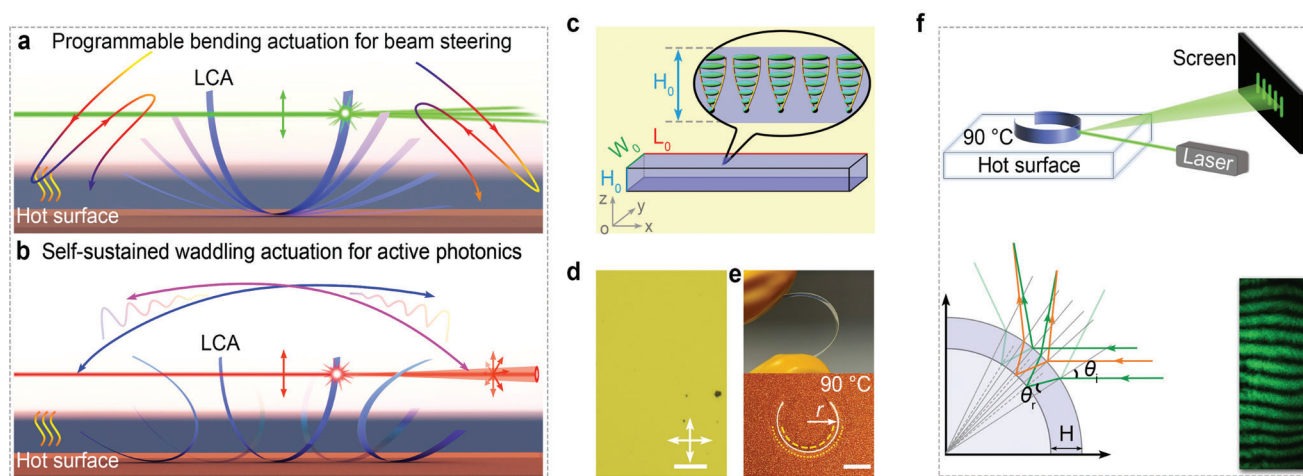 a Programmable bending actuation for beam steering
LCA
Hot surface
b Self-sustained waddling actuation for active photonics
LCA
Hot surface
c
H₀
L₀
W₀
H₀
z
y
o
x
d
e
90 °C
r
f
Screen
90 °C
Hot surface
Laser
θᵢ
θᵣ
H